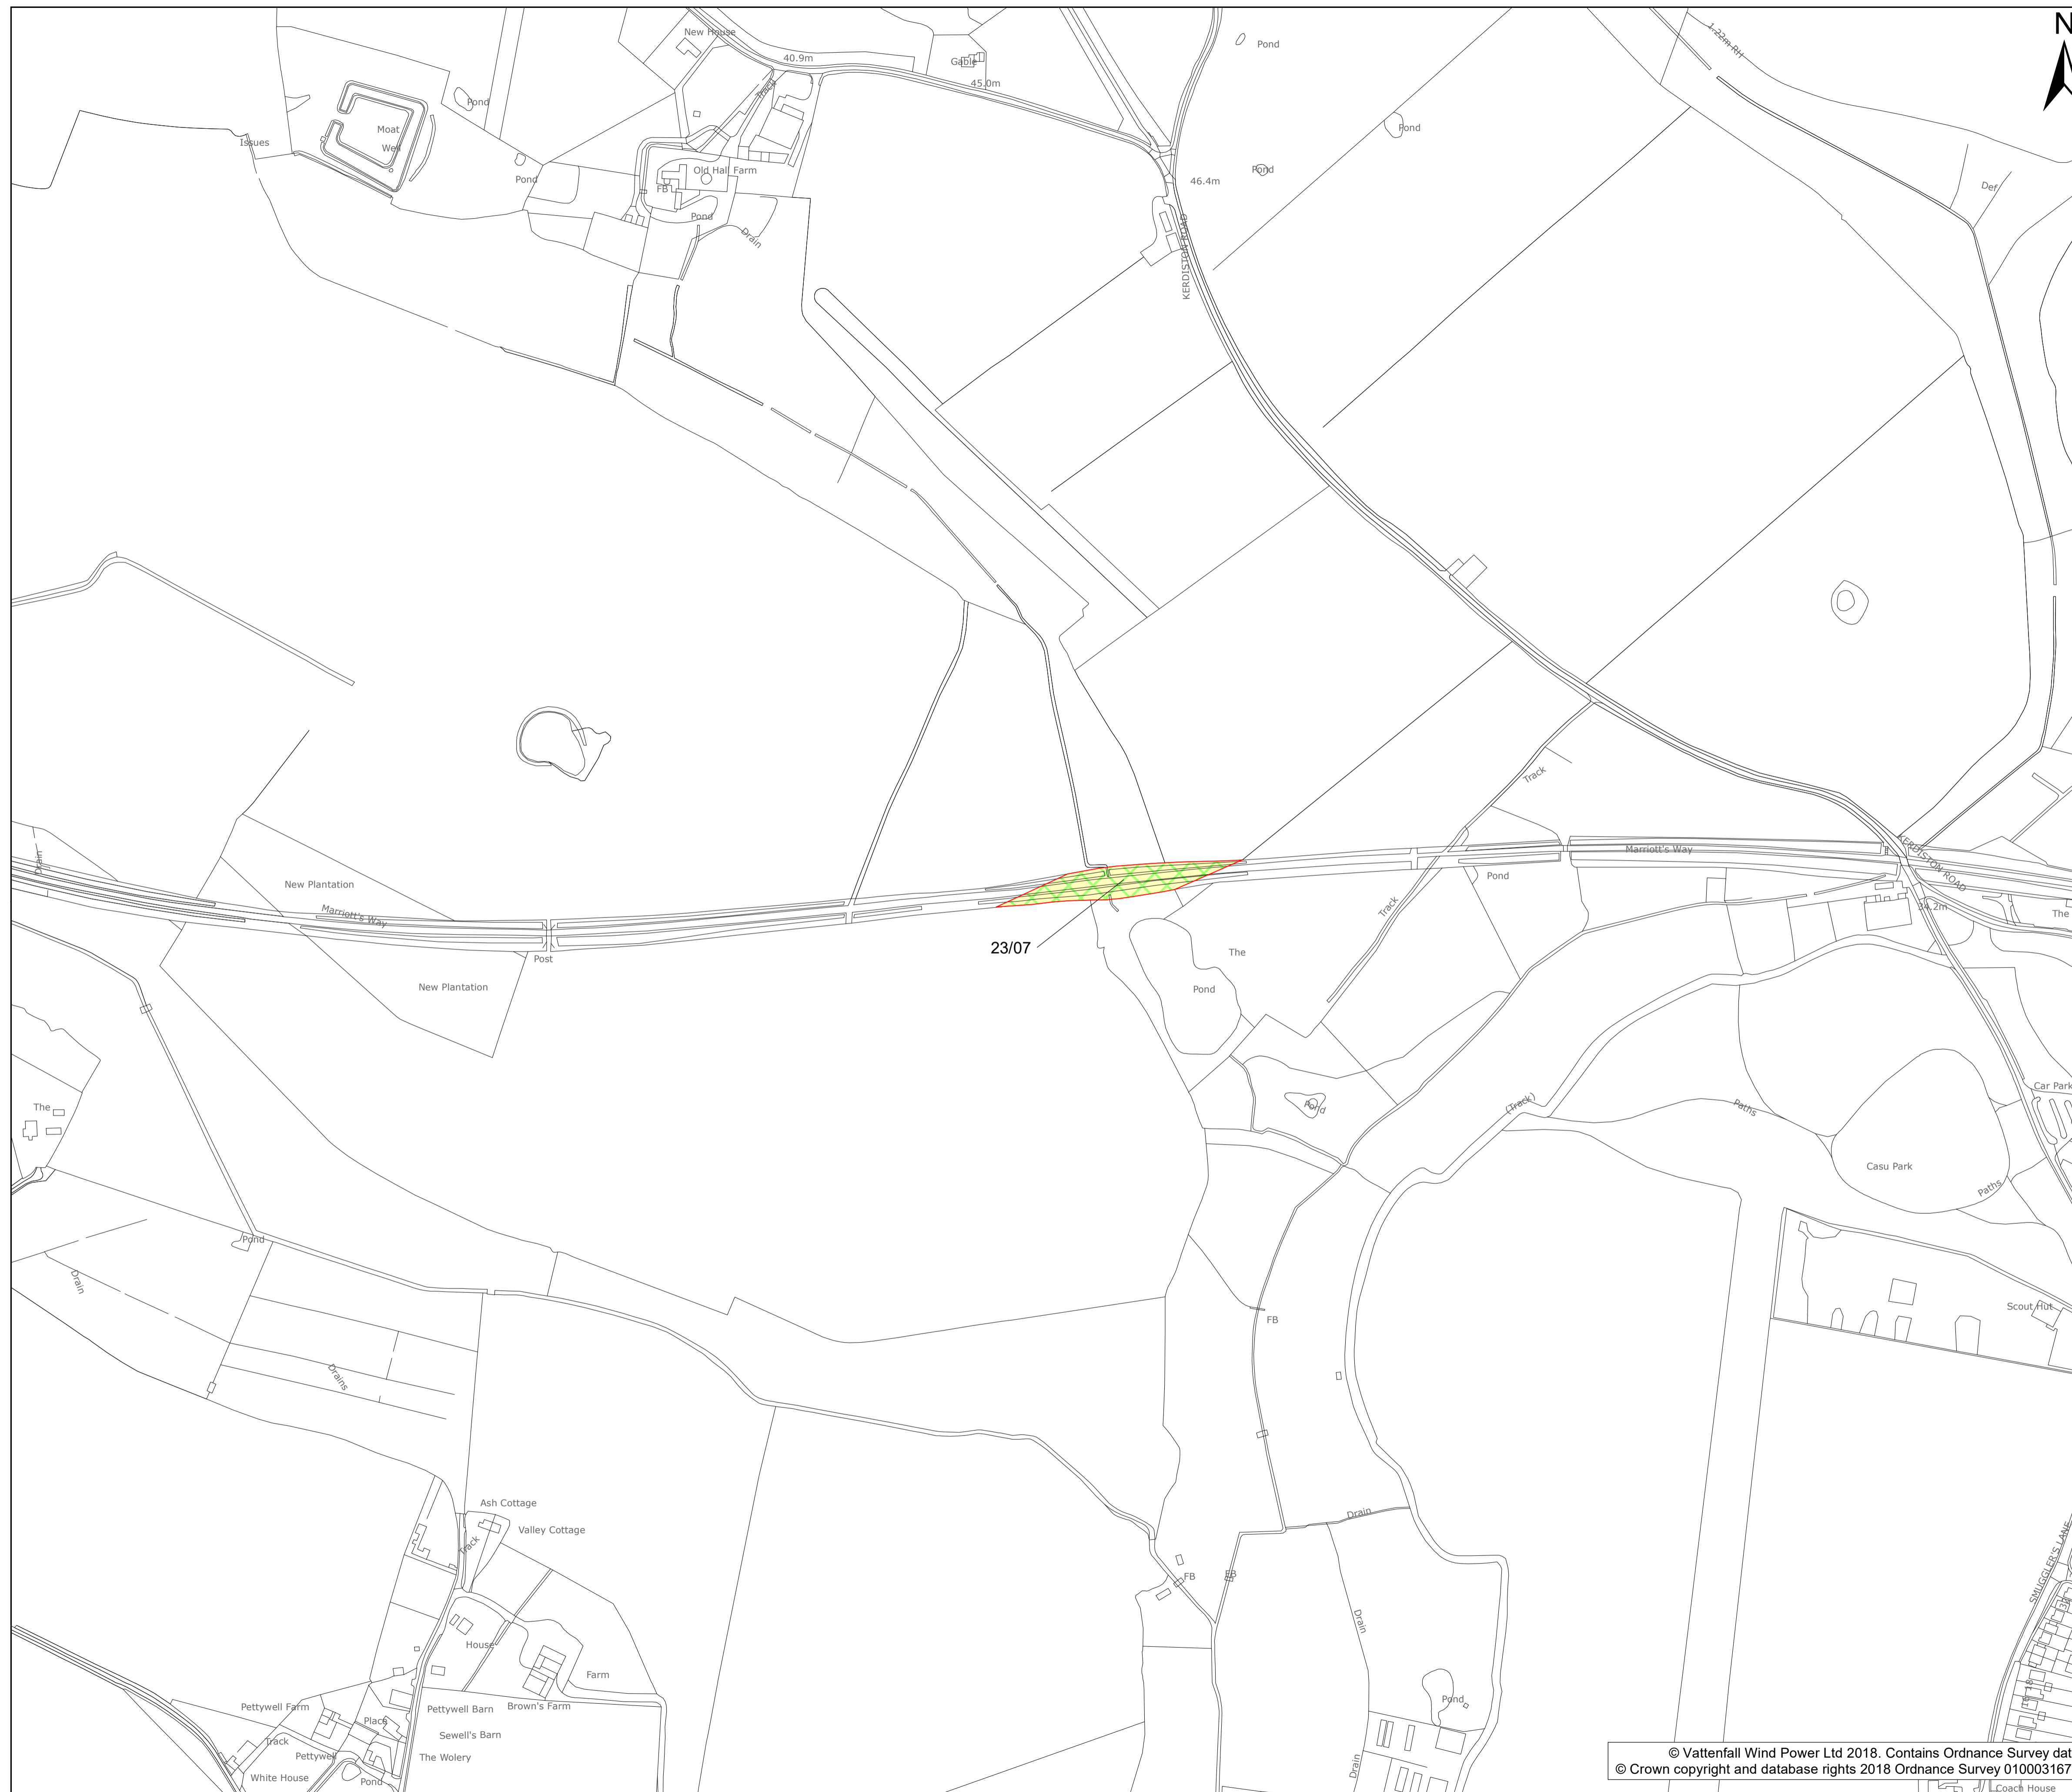 N
New House
40.9m
Gable
45.0m
Pond
1.22m RH
Track
Pond
Moat
Well
Issues
Pond
Pond
Old Hall Farm
FB
Pond
Pond
46.4m
Def
Drain
KERDISTON ROAD
Track
Drain
New Plantation
Marriott's Way
Marriott's Way
KERDISTON ROAD
Pond
Track
34.2m
The
23/07
The
Post
New Plantation
Pond
The
Pond
(Track)
Paths
Car Park
Casu Park
Paths
Pond
Drain
Scout Hut
FB
Drains
Ash Cottage
Valley Cottage
Track
Drain
SMUGGLER'S LANE
FB
FB
Drain
House
Farm
Pettywell Farm
Pettywell Barn
Brown's Farm
Pond
Place
Sewell's Barn
Track
Pettywell
The Wolery
White House
Pond
Drain
16
18
© Vattenfall Wind Power Ltd 2018. Contains Ordnance Survey dat
© Crown copyright and database rights 2018 Ordnance Survey 010003167
Coach House